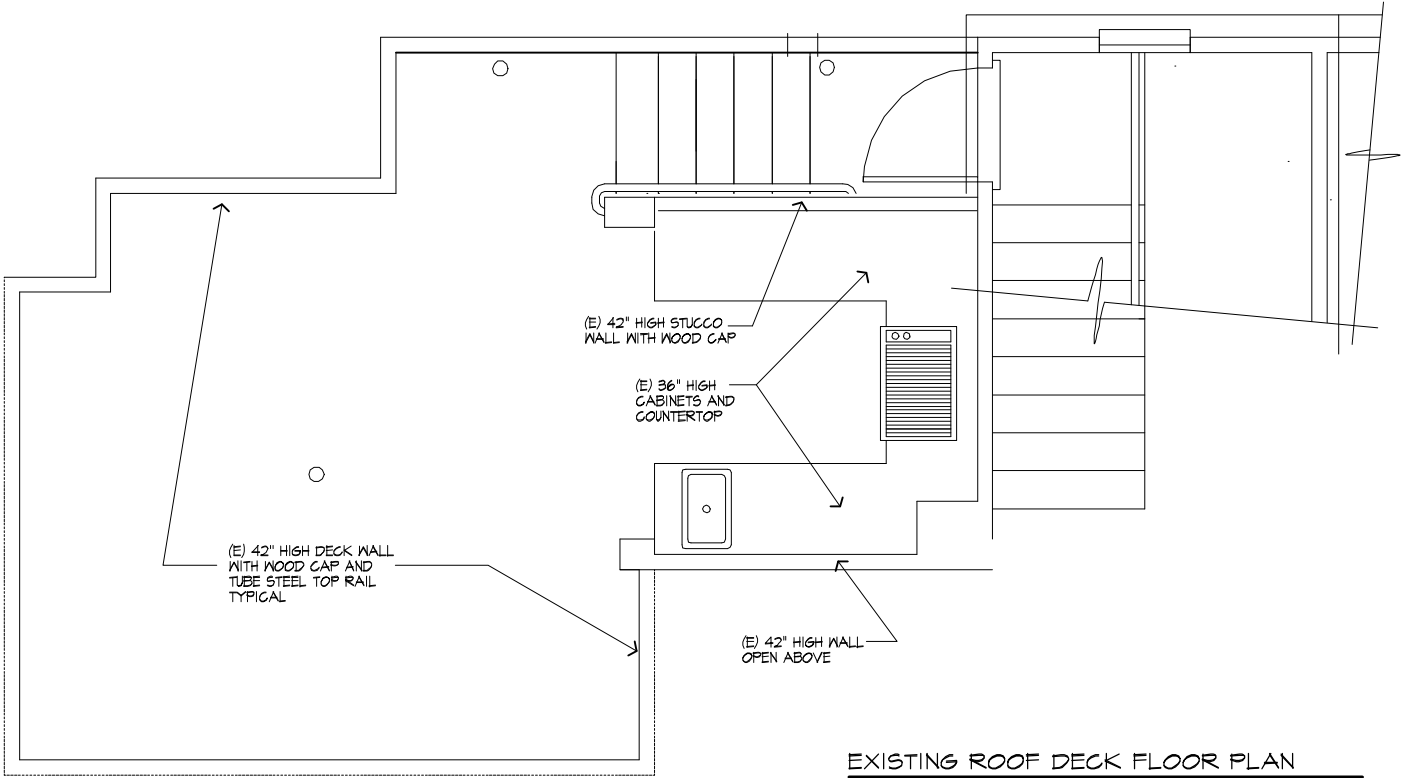 (E) 42" HIGH STUCCO
WALL WITH WOOD CAP
(E) 36" HIGH
CABINETS AND
COUNTERTOP
(E) 42" HIGH DECK WALL
WITH WOOD CAP AND
TUBE STEEL TOP RAIL
TYPICAL
(E) 42" HIGH WALL
OPEN ABOVE
EXISTING ROOF DECK FLOOR PLAN